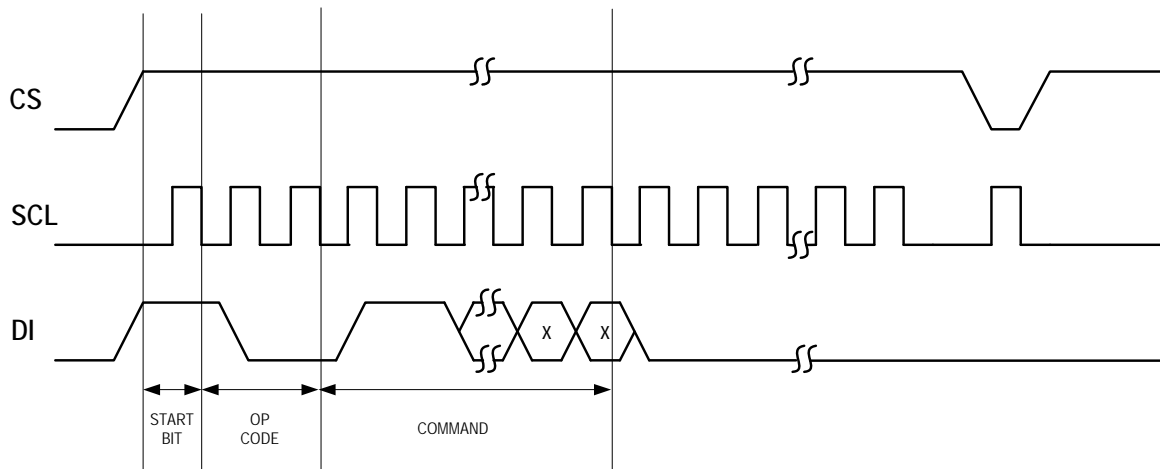 CS
SCL
DI
X X
START
BIT
OP
CODE
COMMAND